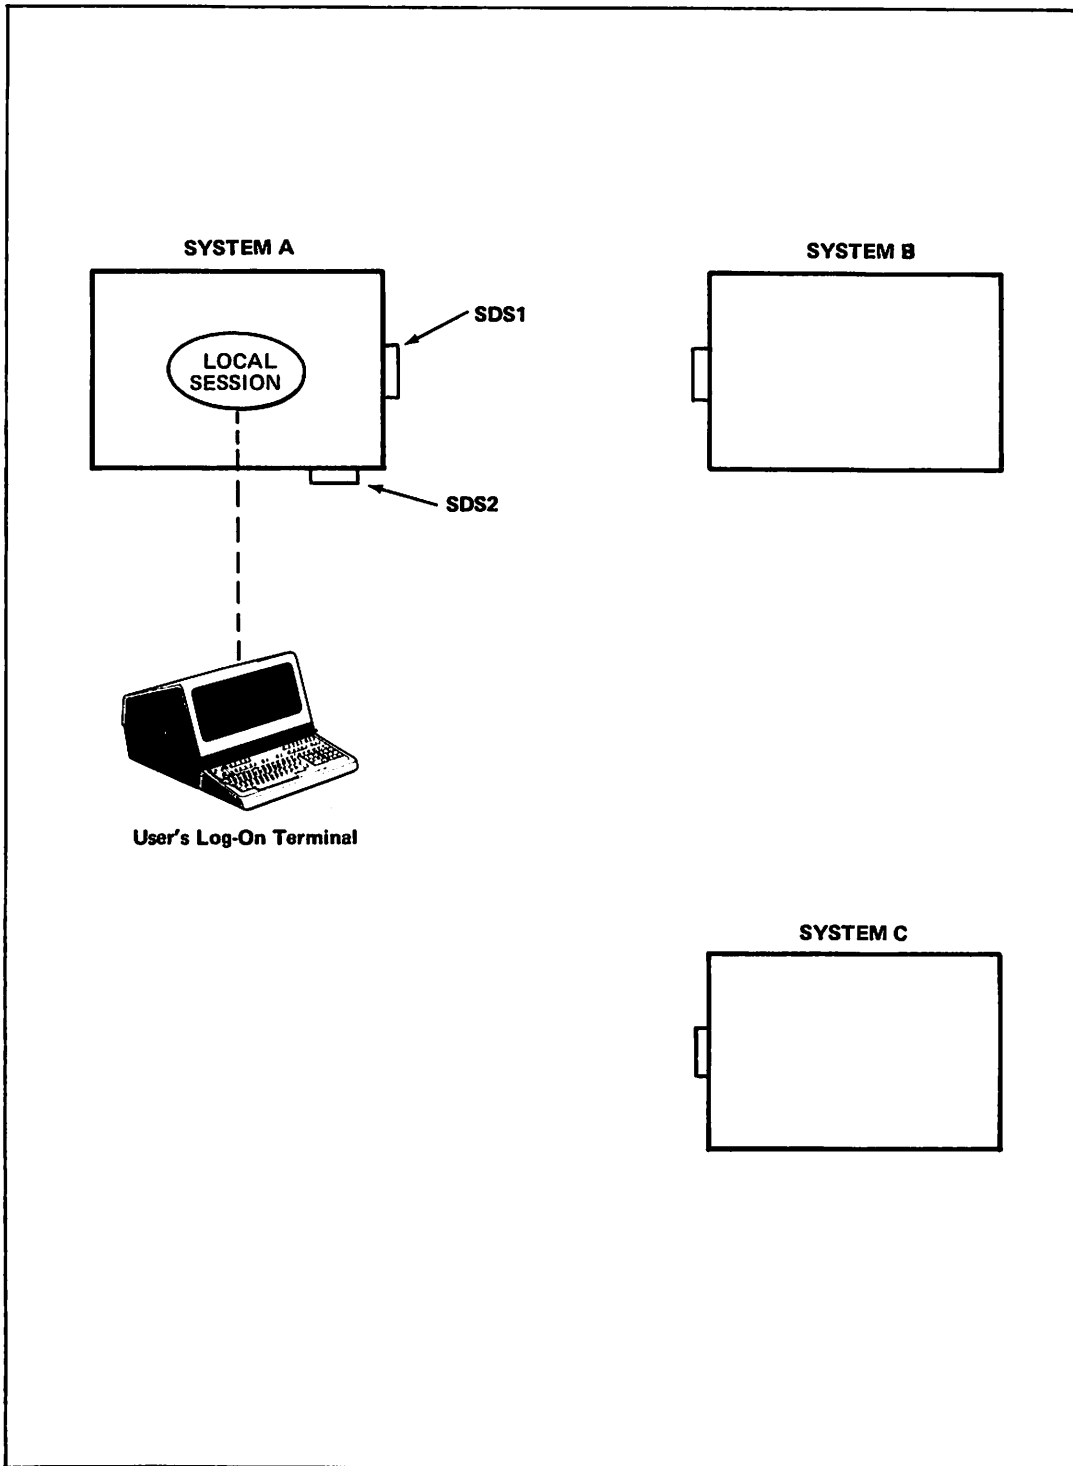 SYSTEM A
SYSTEM B
SDS1
LOCAL
SESSION
SDS2
User's Log-On Terminal
SYSTEM C